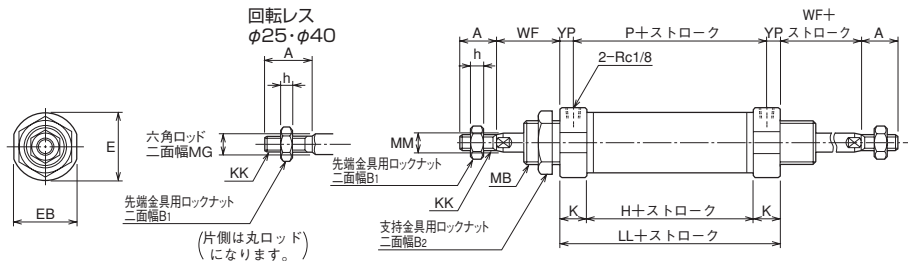 回転レス
φ25・φ40
A
h
六角ロッド
二面幅MG
KK
先端金具用ロックナット
二面幅B1
(片側は丸ロッド
になります。)
E
EB
A
WF
YP
P+ストローク
YP
WF+
ストローク
A
h
2-Rc1/8
MM
先端金具用ロックナット
二面幅B1
KK
MB
支持金具用ロックナット
二面幅B2
K
H+ストローク
K
LL+ストローク